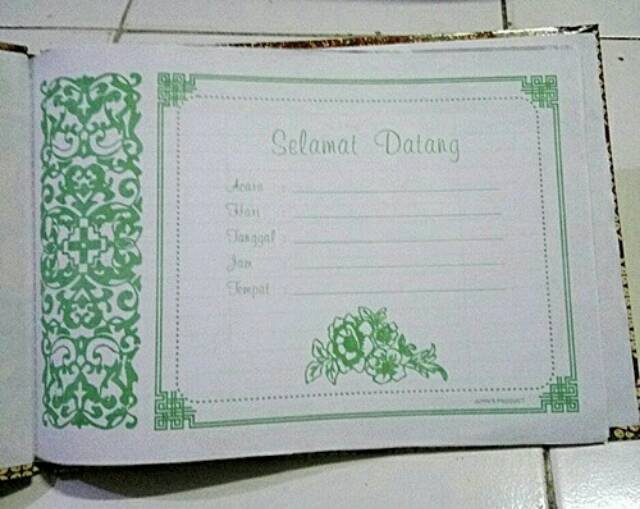 Selamat Datang
Acara :
Hari :
Tanggal :
Jam :
Tempat :